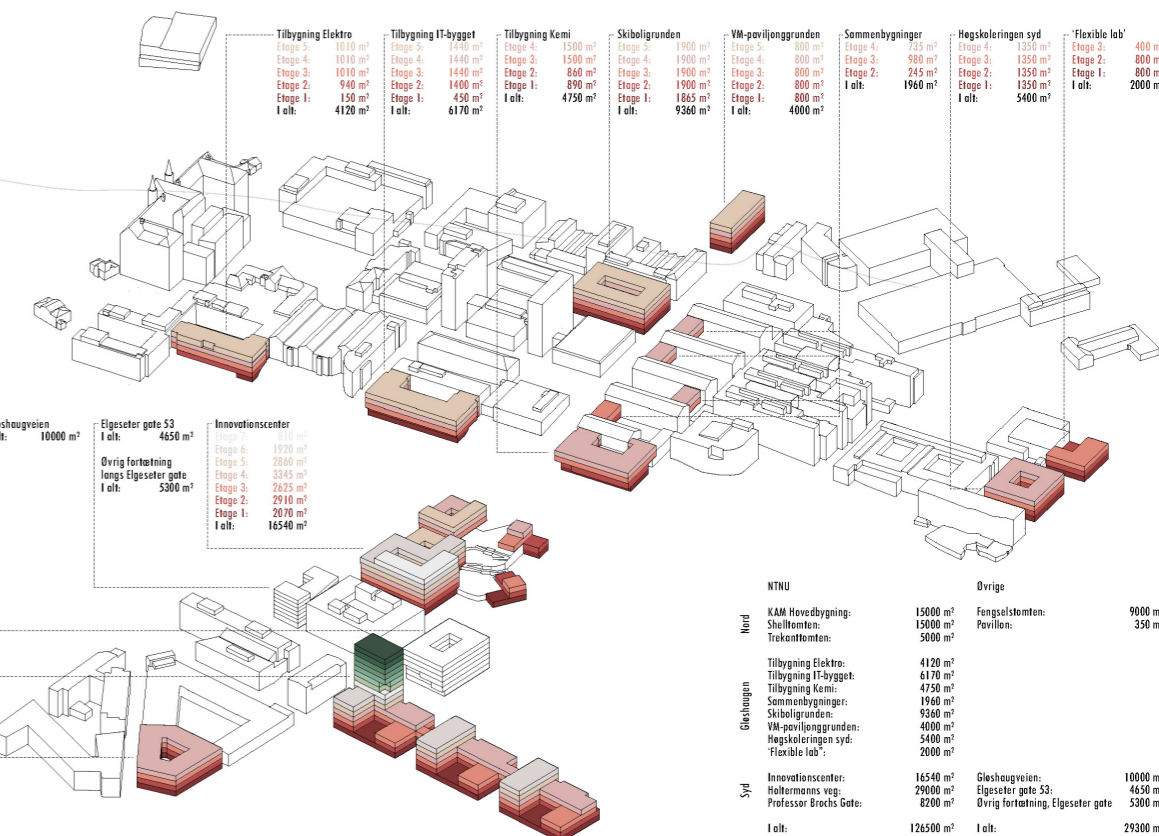 Tilbygning Elektro
Etage 5: 1010 m²
Etage 4: 1010 m²
Etage 3: 1010 m²
Etage 2: 940 m²
Etage 1: 150 m²
I alt: 4120 m²
Tilbygning IT-bygget
Etage 5: 1440 m²
Etage 4: 1440 m²
Etage 3: 1440 m²
Etage 2: 1400 m²
Etage 1: 450 m²
I alt: 6170 m²
Tilbygning Kemi
Etage 4: 1500 m²
Etage 3: 1500 m²
Etage 2: 860 m²
Etage 1: 890 m²
I alt: 4750 m²
Skiboligrunden
Etage 5: 1900 m²
Etage 4: 1900 m²
Etage 3: 1900 m²
Etage 2: 1900 m²
Etage 1: 1865 m²
I alt: 9360 m²
VM-paviljonggrunden
Etage 5: 800 m²
Etage 4: 800 m²
Etage 3: 800 m²
Etage 2: 800 m²
Etage 1: 800 m²
I alt: 4000 m²
Sammenbygninger
Etage 4: 735 m²
Etage 3: 980 m²
Etage 2: 245 m²
I alt: 1960 m²
Høgskoleringen syd
Etage 4: 1350 m²
Etage 3: 1350 m²
Etage 2: 1350 m²
Etage 1: 1350 m²
I alt: 5400 m²
'Flexible lab'
Etage 3: 400 m
Etage 2: 800 m
Etage 1: 800 m
I alt: 2000 m
øshaugveien
lt: 10000 m²
Elgeseter gate 53
I alt: 4650 m²
Øvrig fortætning
langs Elgeseter gate
I alt: 5300 m²
Innovationscenter
Etage 7: 810 m²
Etage 6: 1920 m²
Etage 5: 2860 m²
Etage 4: 3345 m²
Etage 3: 2625 m²
Etage 2: 2910 m²
Etage 1: 2070 m²
I alt: 16540 m²
NTNU Øvrige
Nord
KAM Hovedbygning: 15000 m² Fengselstomten: 9000 m
Shelltomten: 15000 m² Pavillon: 350 m
Trekanttomten: 5000 m²
Gløshaugen
Tilbygning Elektro: 4120 m²
Tilbygning IT-bygget: 6170 m²
Tilbygning Kemi: 4750 m²
Sammenbygninger: 1960 m²
Skiboligrunden: 9360 m²
VM-paviljonggrunden: 4000 m²
Høgskoleringen syd: 5400 m²
'Flexible lab": 2000 m²
Syd
Innovationscenter: 16540 m² Gløshaugveien: 10000 m
Holtermanns veg: 29000 m² Elgeseter gate 53: 4650 m
Professor Brochs Gate: 8200 m² Øvrig fortætning, Elgeseter gate 5300 m
I alt: 126500 m² I alt: 29300 m